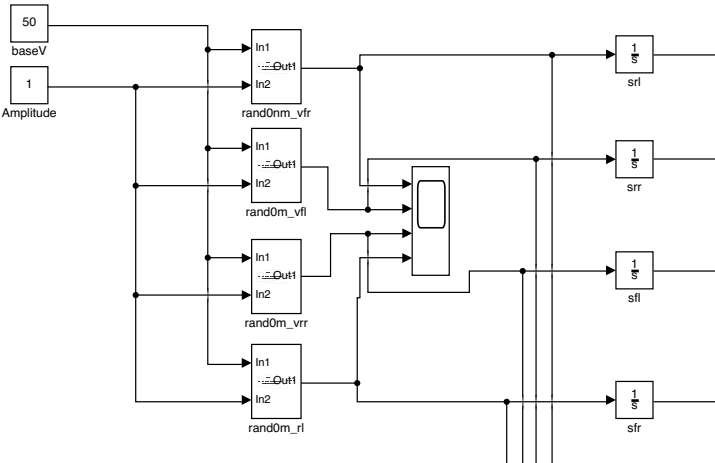 50
baseV
1
Amplitude
In1
Out1
In2
rand0nm_vfr
In1
Out1
In2
rand0m_vfl
In1
Out1
In2
rand0m_vrr
In1
Out1
In2
rand0m_rl
1
s
srl
1
s
srr
1
s
sfl
1
s
sfr